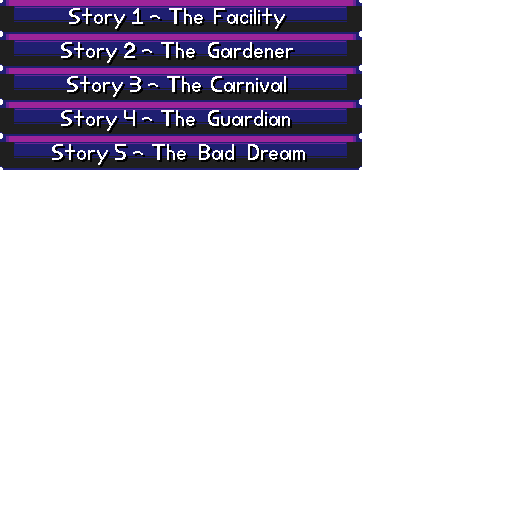 Story 1 ~ The Facility
Story 2 ~ The Gardener
Story 3 ~ The Carnival
Story 4 ~ The Guardian
Story 5 ~ The Bad Dream